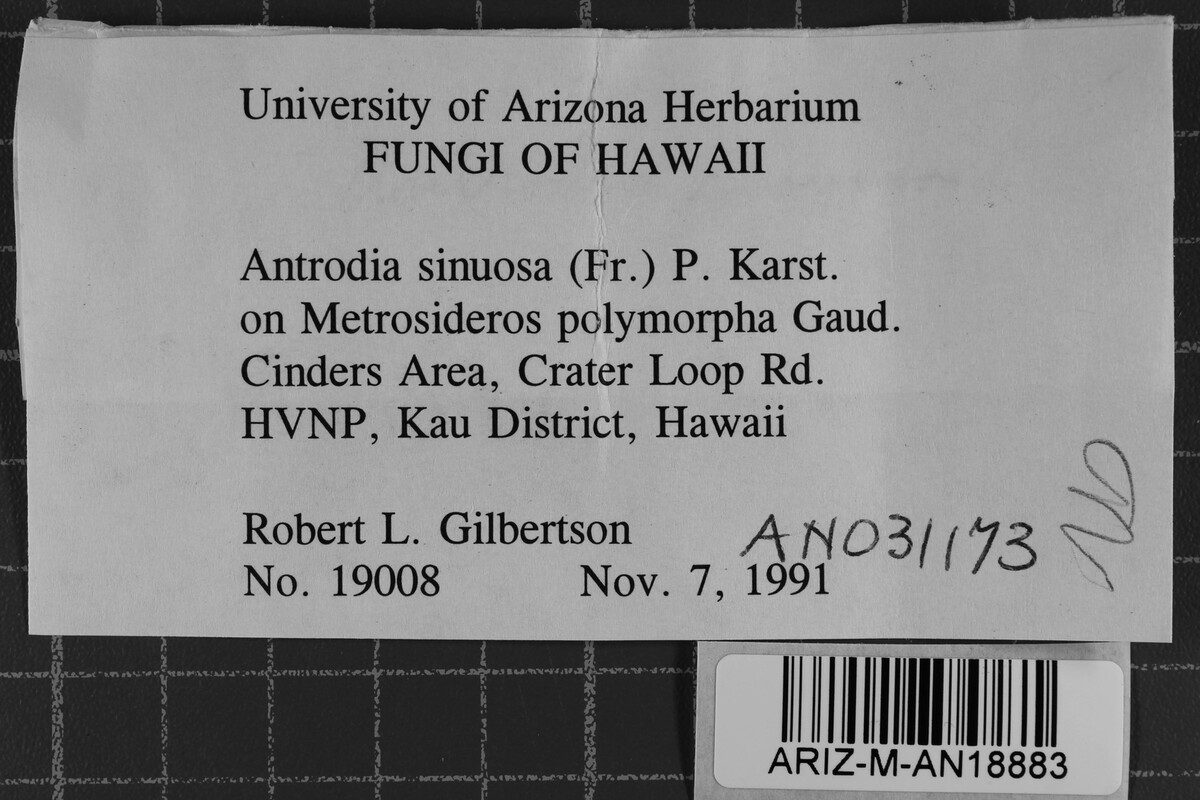 University of Arizona Herbarium
FUNGI OF HAWAII
Antrodia sinuosa (Fr.) P. Karst.
on Metrosideros polymorpha Gaud.
Cinders Area, Crater Loop Rd.
HVNP, Kau District, Hawaii
Robert L. Gilbertson
AN031173
No. 19008 Nov. 7, 1991
ARIZ-M-AN18883